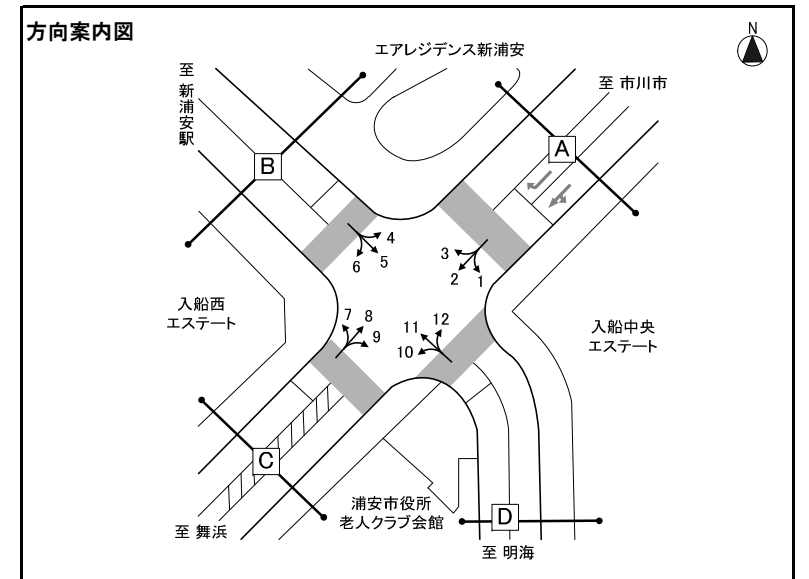 方向案内図
N
エアレジデンス新浦安
至 新浦安駅
至 市川市
A
B
4
5
6
3
2
1
入船西
エステート
7
8
9
11
12
10
入船中央
エステート
C
D
浦安市役所
老人クラブ会館
至 舞浜
至 明海